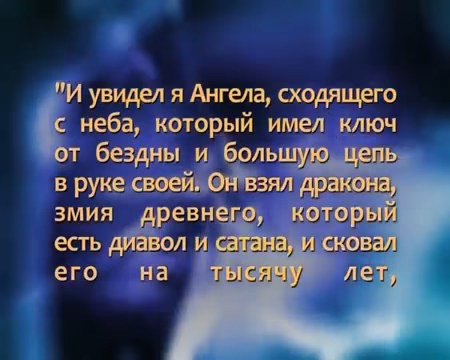 "И увидел я Ангела, сходящего
с неба, который имел ключ
от бездны и большую цепь
в руке своей. Он взял дракона,
змия древнего, который
есть диавол и сатана, и сковал
его на тысячу лет,